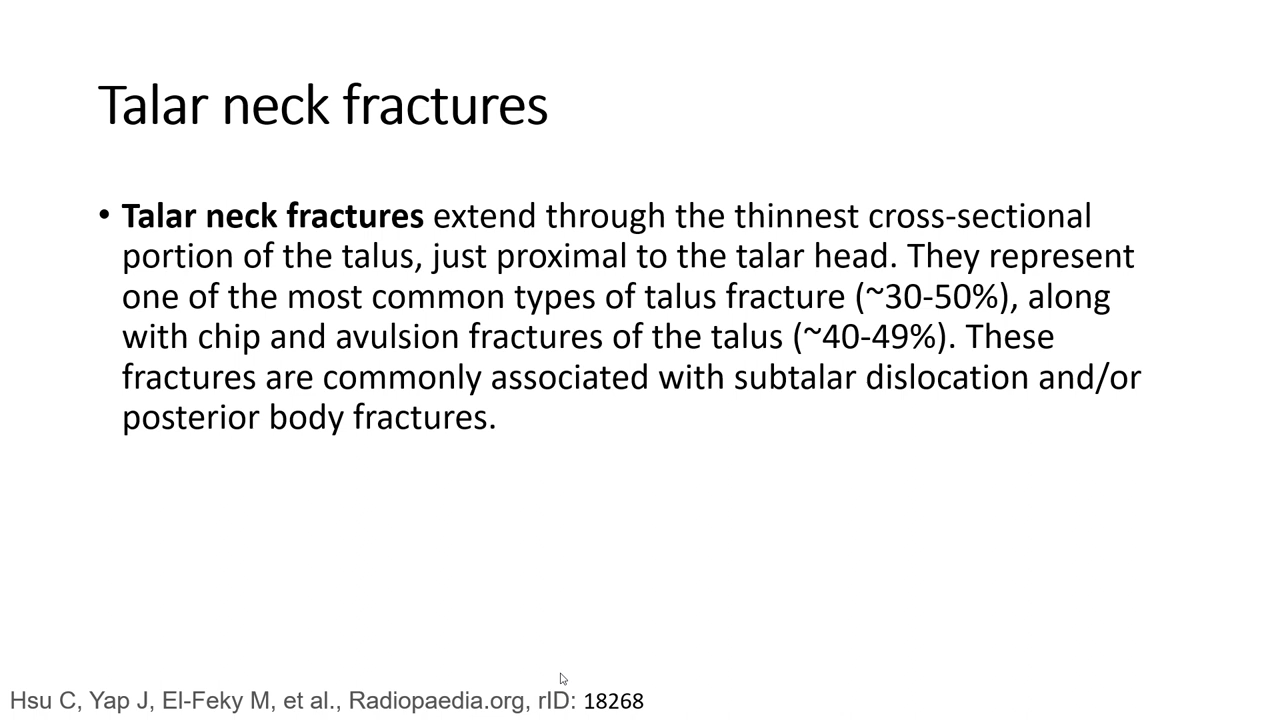 Talar neck fractures
• Talar neck fractures extend through the thinnest cross-sectional
portion of the talus, just proximal to the talar head. They represent
one of the most common types of talus fracture (~30-50%), along
with chip and avulsion fractures of the talus (~40-49%). These
fractures are commonly associated with subtalar dislocation and/or
posterior body fractures.
Hsu C, Yap J, El-Feky M, et al., Radiopaedia.org, rID: 18268